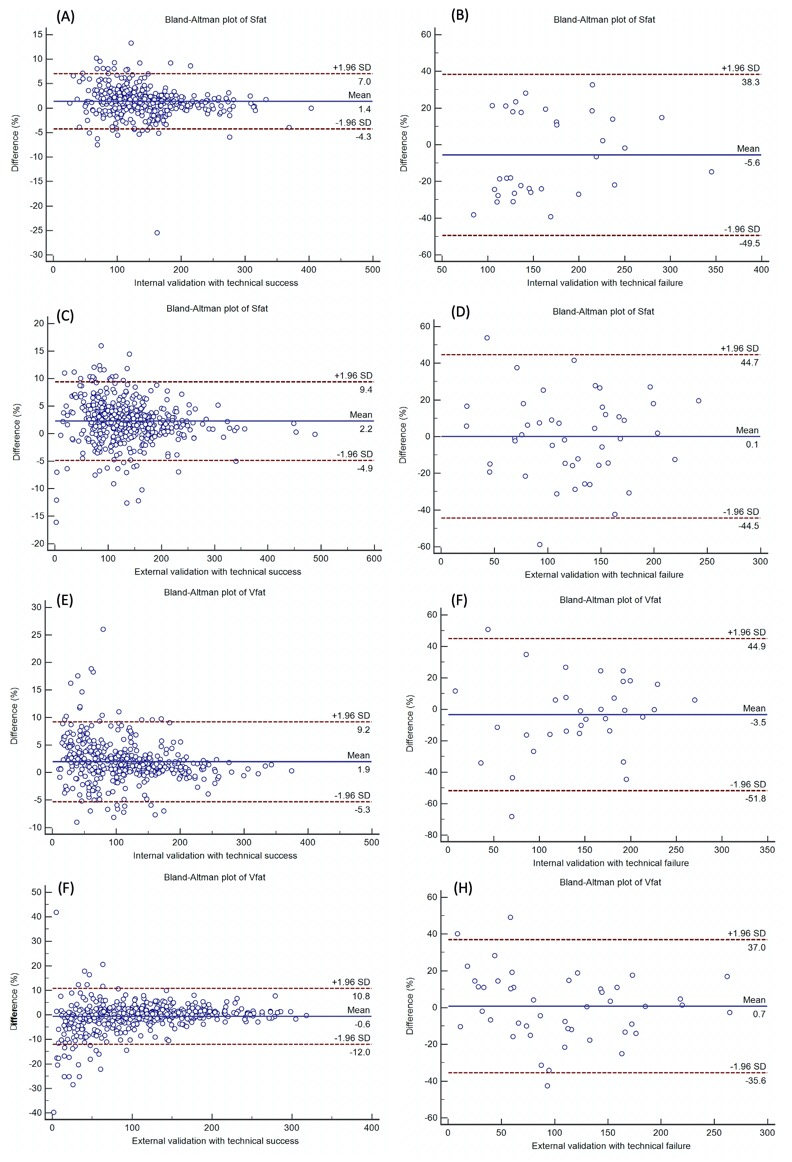 (A)
Bland-Altman plot of Sfat
15
10
5
0
-5
-10
-15
-20
-25
-30
Difference (%)
+1.96 SD
7.0
Mean
1.4
-1.96 SD
-4.3
0 100 200 300 400 500
Internal validation with technical success
(B)
Bland-Altman plot of Sfat
60
40
20
0
-20
-40
-60
Difference (%)
+1.96 SD
38.3
Mean
-5.6
-1.96 SD
-49.5
50 100 150 200 250 300 350 400
Internal validation with technical failure
(C)
Bland-Altman plot of Sfat
20
15
10
5
0
-5
-10
-15
-20
Difference (%)
+1.96 SD
9.4
Mean
2.2
-1.96 SD
-4.9
0 100 200 300 400 500 600
External validation with technical success
(D)
Bland-Altman plot of Sfat
60
40
20
0
-20
-40
-60
Difference (%)
+1.96 SD
44.7
Mean
0.1
-1.96 SD
-44.5
0 50 100 150 200 250 300
External validation with technical failure
(E)
Bland-Altman plot of Vfat
30
25
20
15
10
5
0
-5
-10
Difference (%)
+1.96 SD
9.2
Mean
1.9
-1.96 SD
-5.3
0 100 200 300 400 500
Internal validation with technical success
(F)
Bland-Altman plot of Vfat
60
40
20
0
-20
-40
-60
-80
Difference (%)
+1.96 SD
44.9
Mean
-3.5
-1.96 SD
-51.8
0 50 100 150 200 250 300 350
Internal validation with technical failure
(F)
Bland-Altman plot of Vfat
50
40
30
20
10
0
-10
-20
-30
-40
Difference (%)
+1.96 SD
10.8
Mean
-0.6
-1.96 SD
-12.0
0 100 200 300 400
External validation with technical success
(H)
Bland-Altman plot of Vfat
60
40
20
0
-20
-40
-60
Difference (%)
+1.96 SD
37.0
Mean
0.7
-1.96 SD
-35.6
0 50 100 150 200 250 300
External validation with technical failure